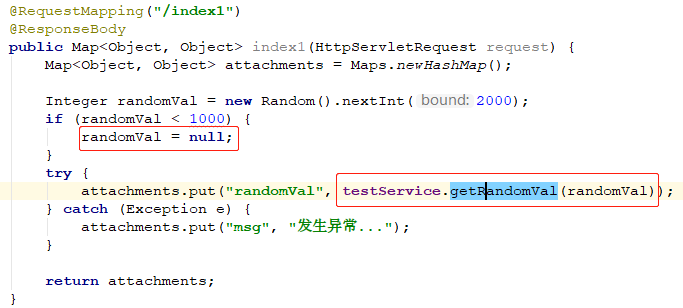 @RequestMapping("/index1")
@ResponseBody
public Map<Object, Object> index1(HttpServletRequest request) {
Map<Object, Object> attachments = Maps.newHashMap();
Integer randomVal = new Random().nextInt( bound: 2000);
if (randomVal < 1000) {
randomVal = null;
}
try {
attachments.put("randomVal", testService.getRandomVal(randomVal));
} catch (Exception e) {
attachments.put("msg", "发生异常...");
}
return attachments;
}